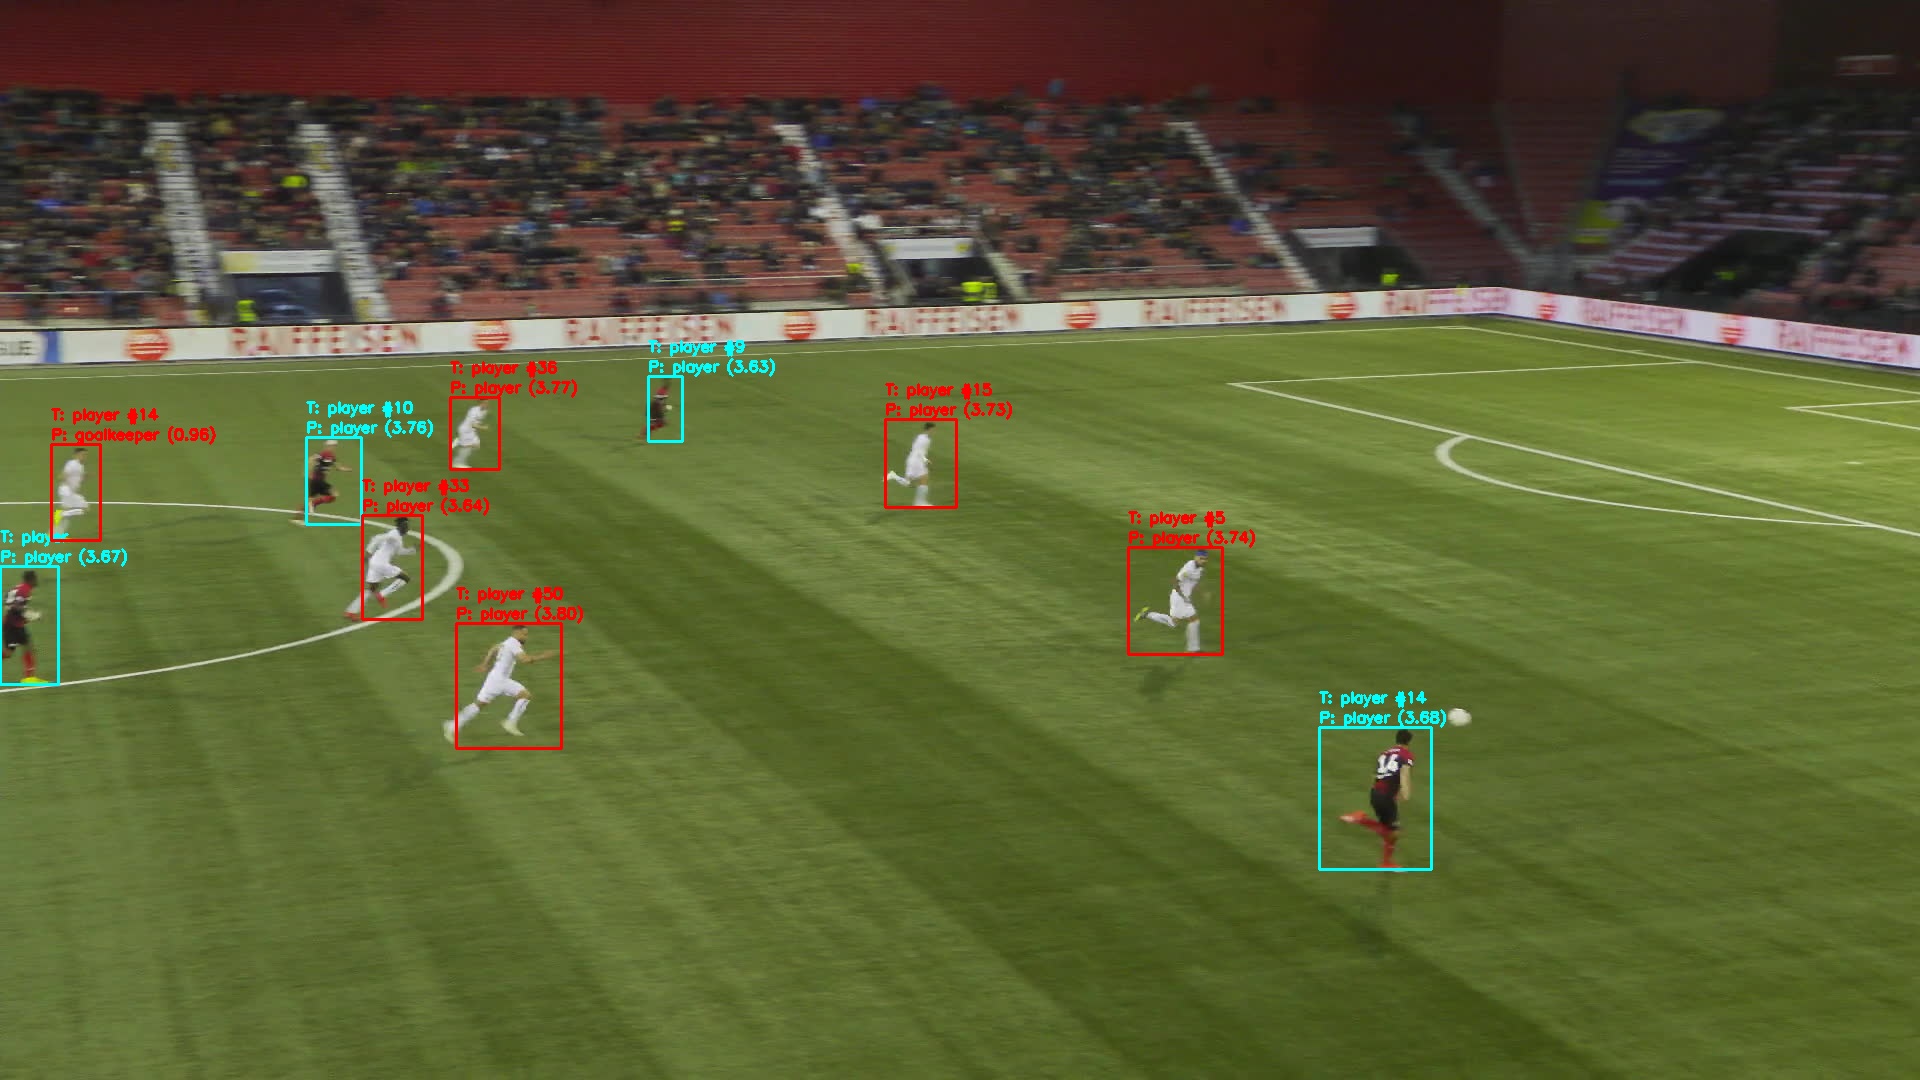 RAIFFEISEN RAIFFEISEN RAIFFEISEN RAIFFEISEN RAIFFEISEN RAIFFEISEN RAIFFEISEN
T: player #9
P: player (3.63)
T: player #36
P: player (3.77)
T: player #15
P: player (3.73)
T: player #14
P: goalkeeper (0.96)
T: player #10
P: player (3.76)
T: player #33
P: player (3.64)
T: player #5
P: player (3.74)
T: player
P: player (3.67)
T: player #50
P: player (3.80)
T: player #14
P: player (3.68)
14